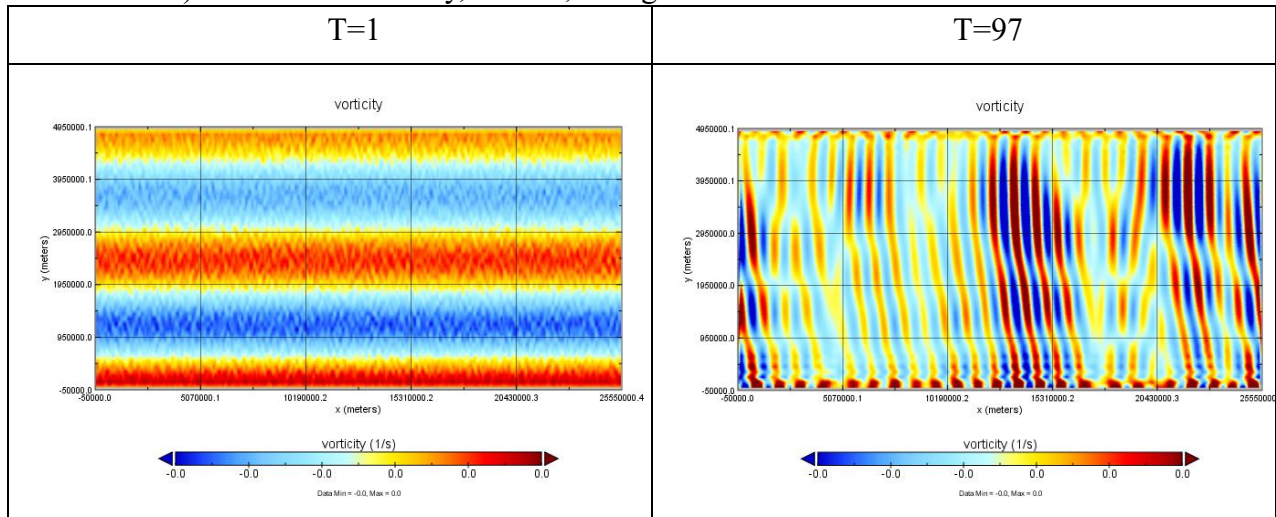 T=1
T=97
vorticity
4950000.1
3950000.1
2950000.0
1950000.0
950000.0
-50000.0
y (meters)
-50000.0 5070000.1 10190000.2 15310000.2 20430000.3 25550000.4
x (meters)
vorticity (1/s)
-0.0 -0.0 -0.0 0.0 0.0 0.0
Data Min = -0.0, Max = 0.0
vorticity
4950000.1
3950000.1
2950000.0
1950000.0
950000.0
-50000.0
y (meters)
-50000.0 5070000.1 10190000.2 15310000.2 20430000.3 25550000
x (meters)
vorticity (1/s)
-0.0 -0.0 -0.0 0.0 0.0 0.0
Data Min = -0.0, Max = 0.0